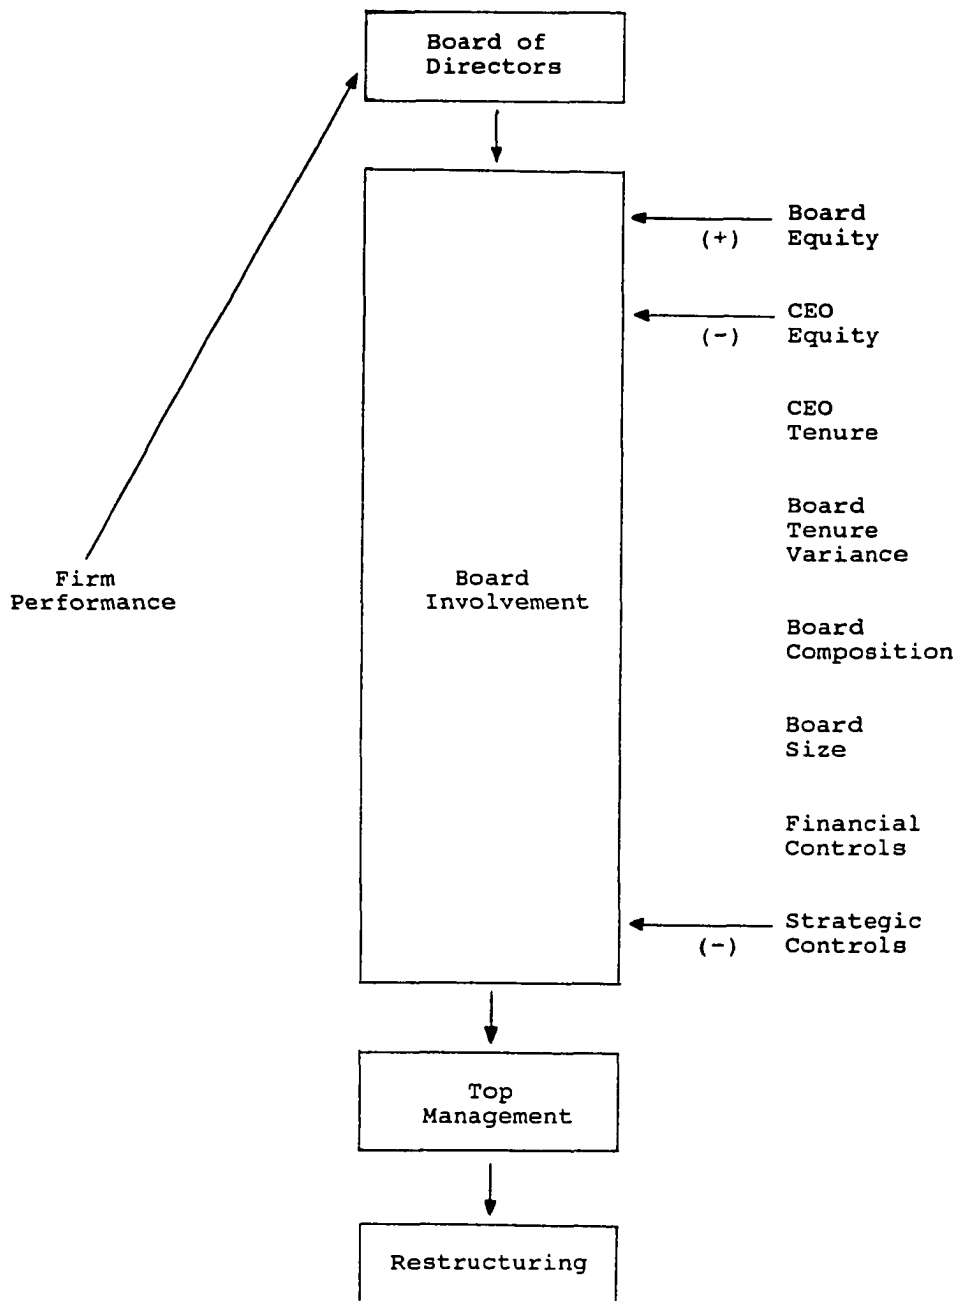 Board of
Directors
Board
(+) Equity
CEO
(-) Equity
CEO
Tenure
Board
Tenure
Variance
Firm
Performance
Board
Involvement
Board
Composition
Board
Size
Financial
Controls
Strategic
(-) Controls
Top
Management
Restructuring